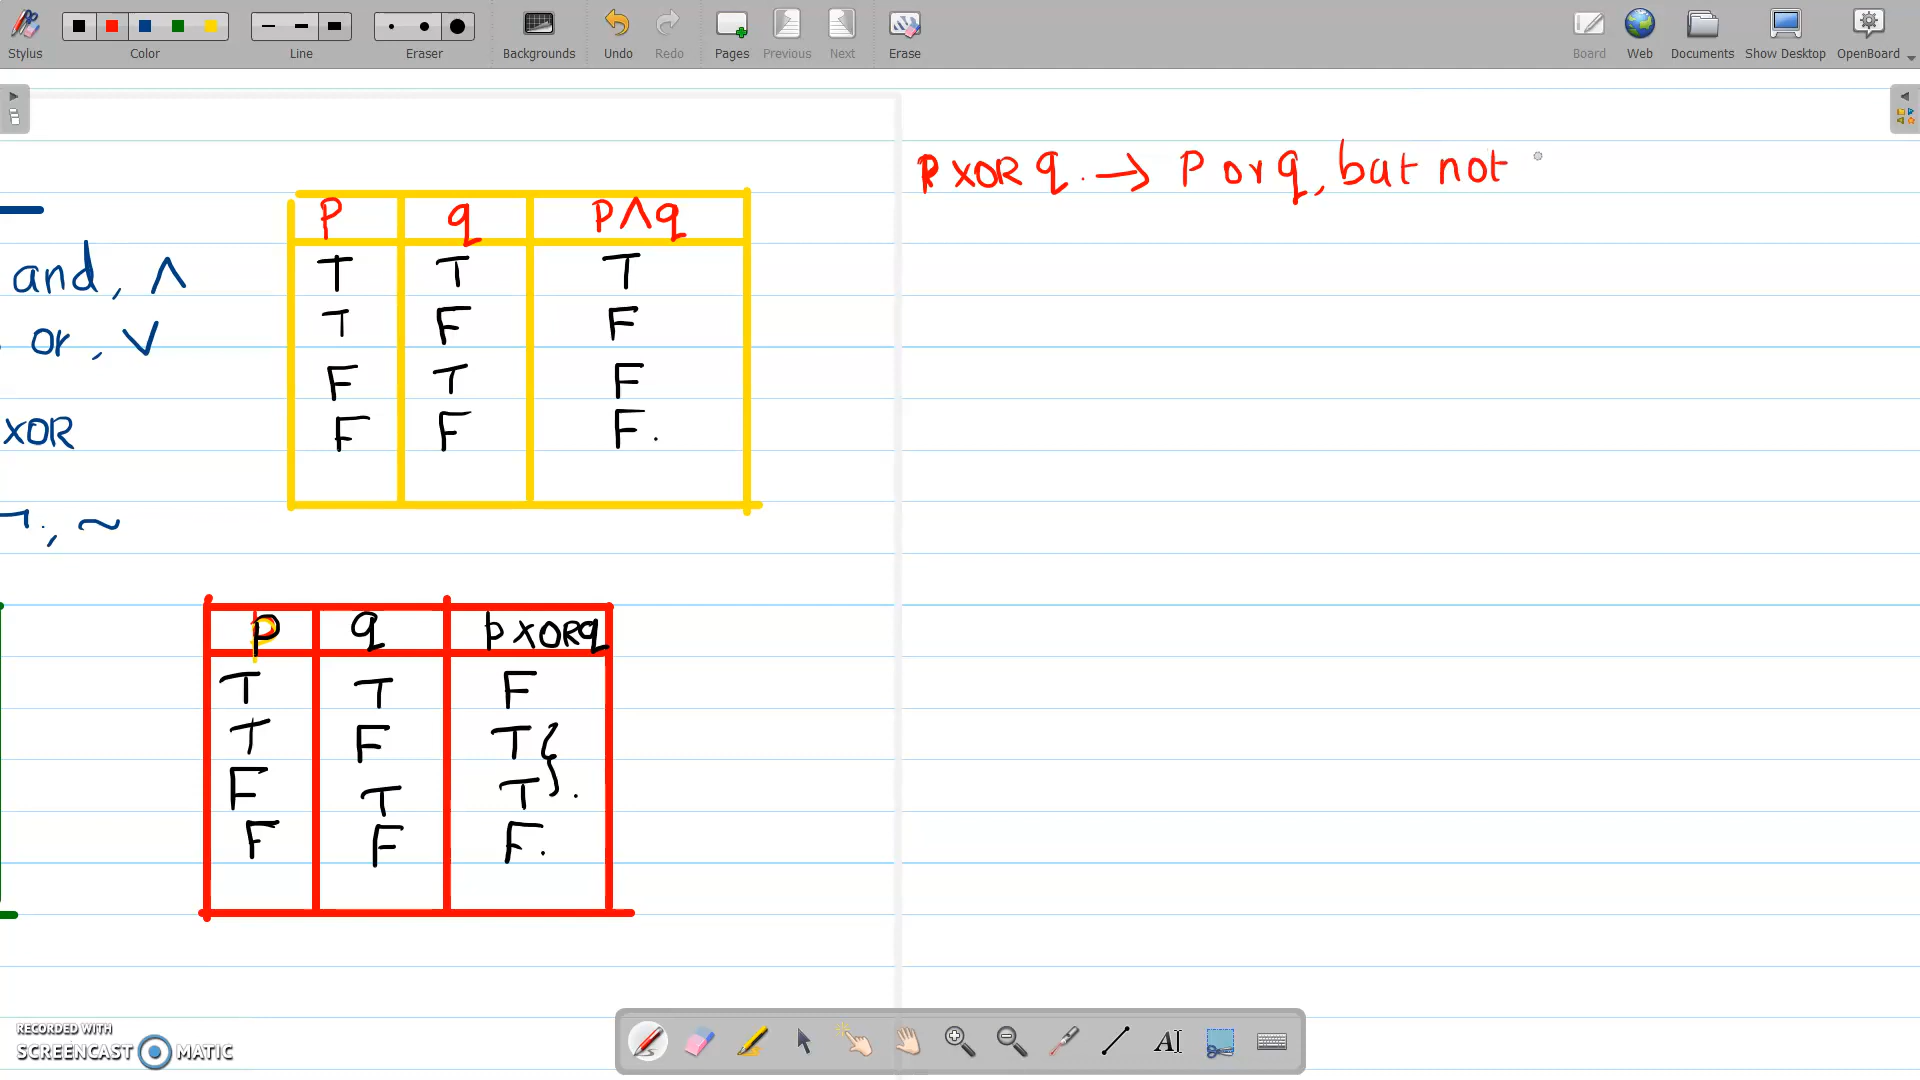 Stylus
Color
Line
Eraser
Backgrounds
Undo
Redo
Pages
Previous
Next
Erase
Board
Web
Documents
Show Desktop
OpenBoard
and, ∧
or, ∨
XOR
¬, ~
P q P∧q
T T T
T F F
F T F
F F F.
p q p XOR q
T T F
T F T
F T T.
F F F.
P XOR q. → P or q, but not
RECORDED WITH
SCREENCAST MATIC